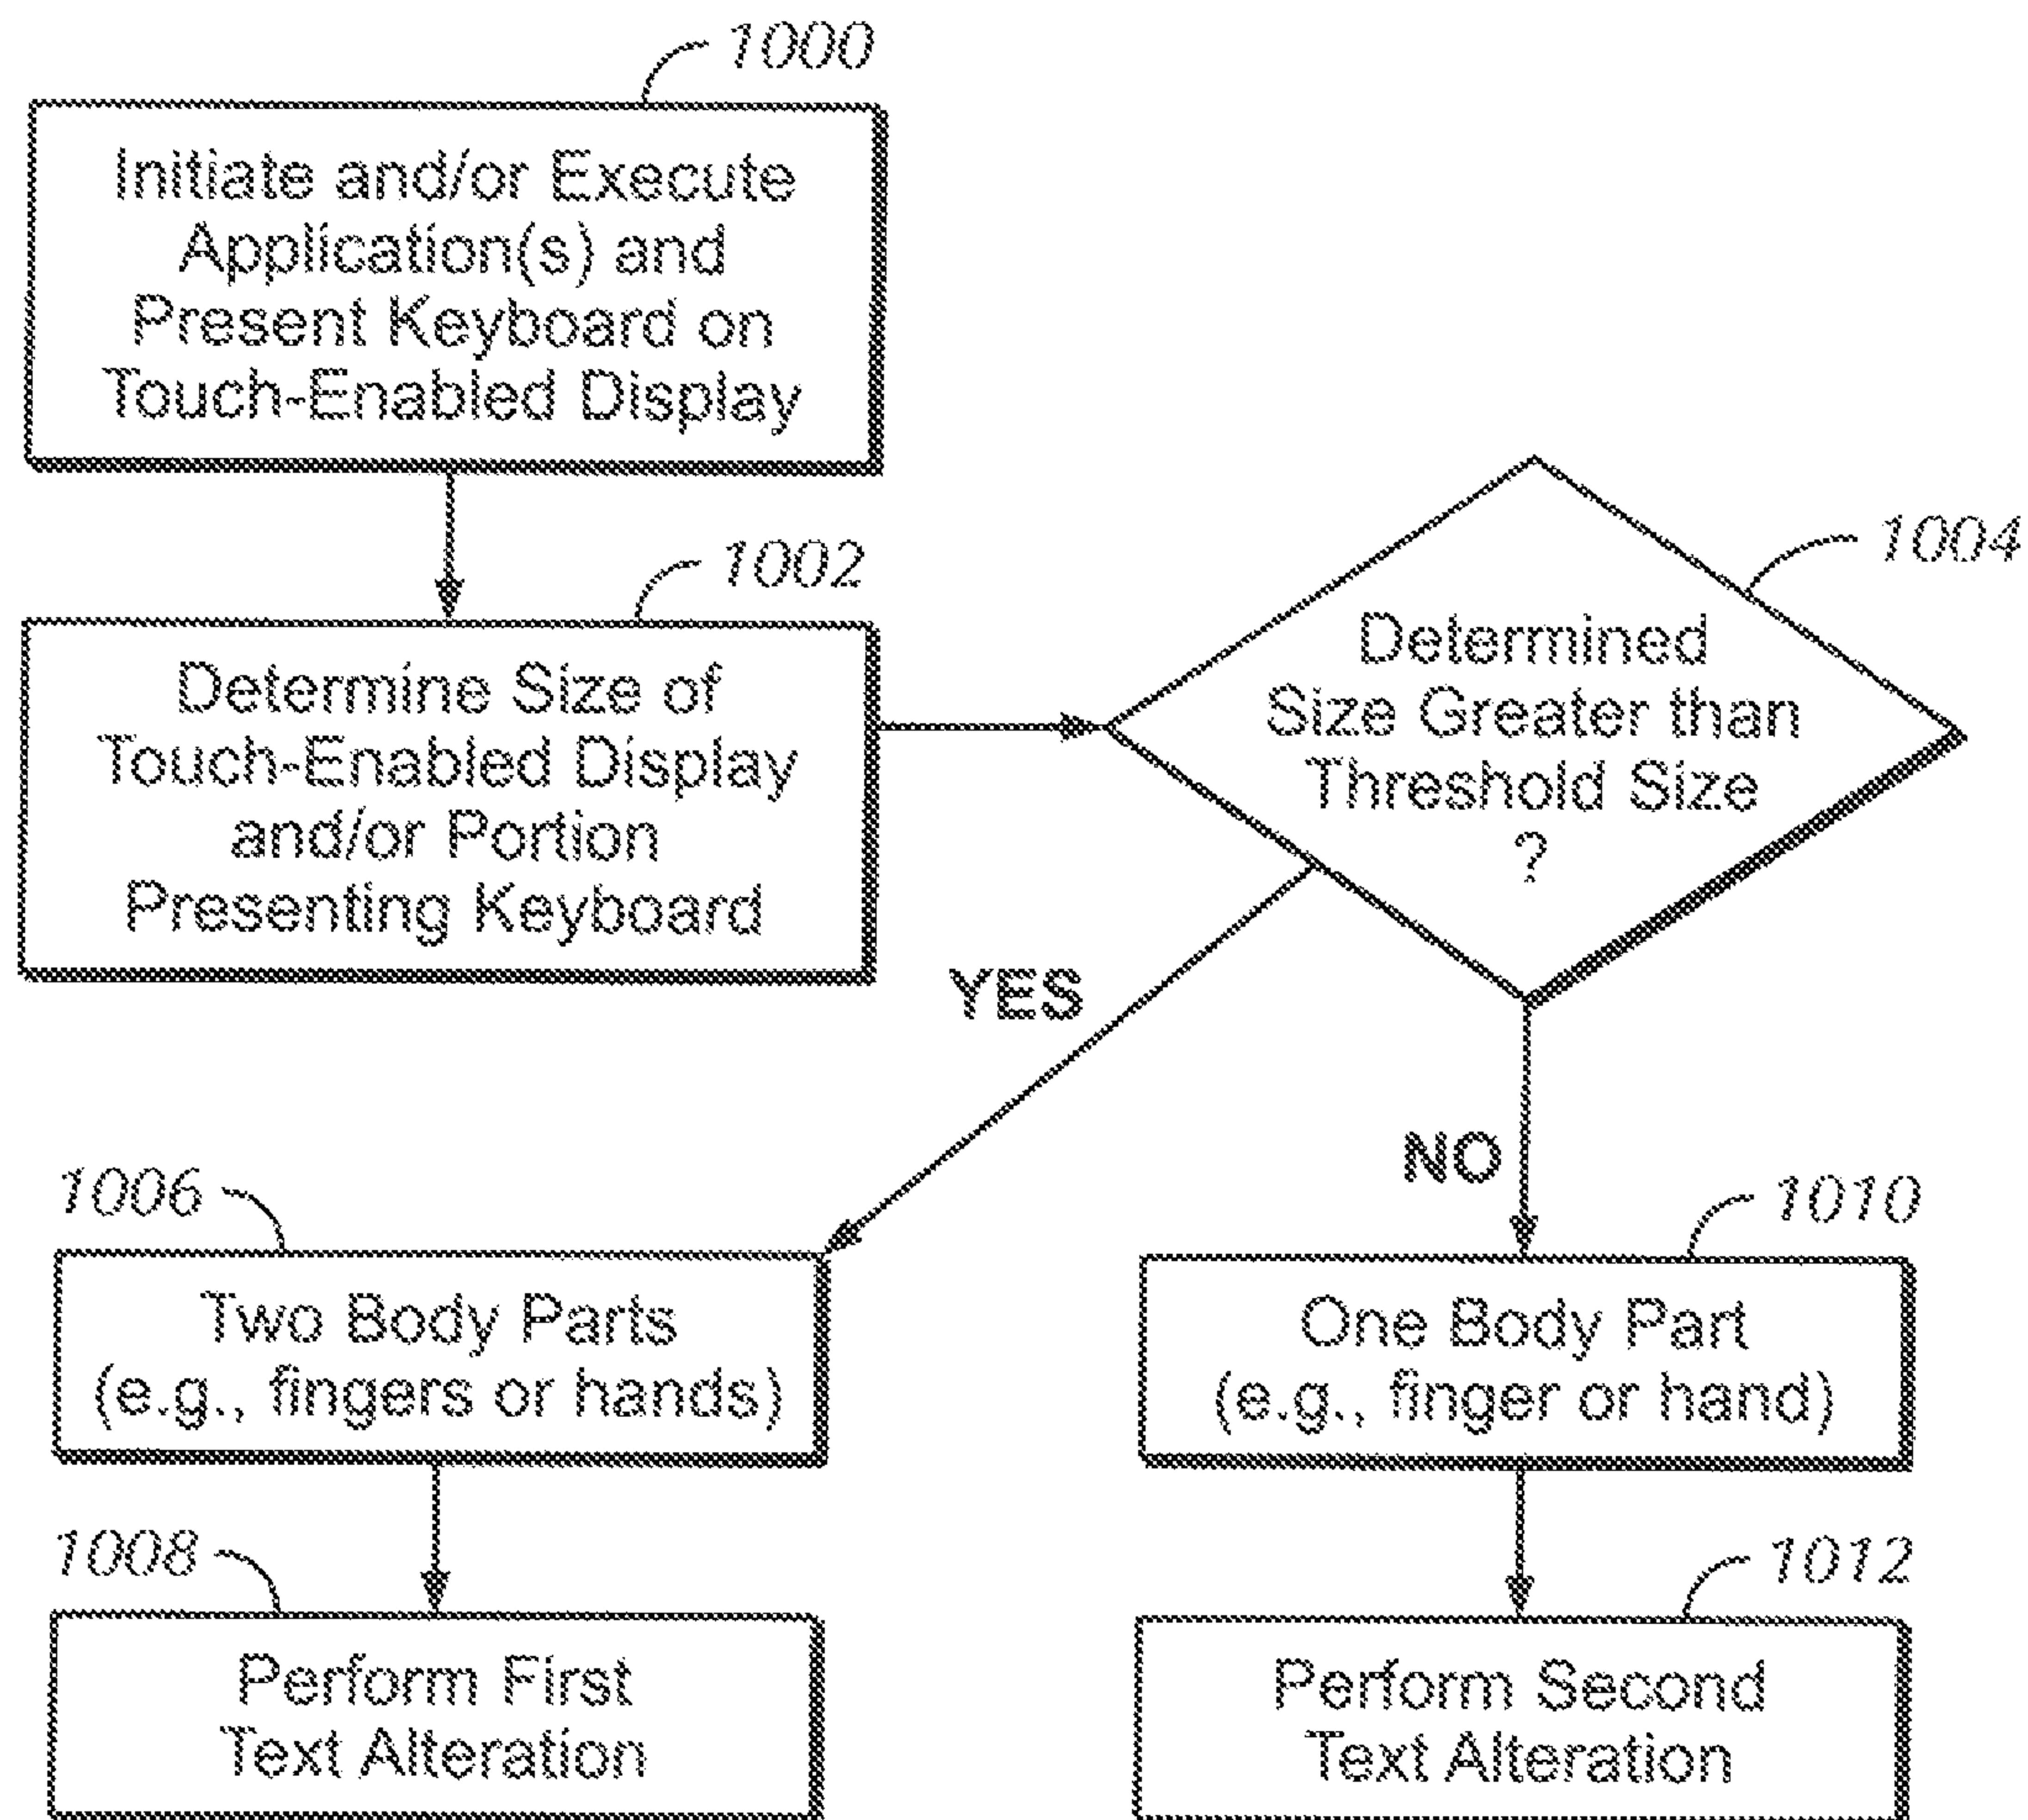 1000
Initiate and/or Execute
Application(s) and
Present Keyboard on
Touch-Enabled Display
1002
Determine Size of
Touch-Enabled Display
and/or Portion
Presenting Keyboard
1004
Determined
Size Greater than
Threshold Size
?
YES
NO
1006
Two Body Parts
(e.g., fingers or hands)
1008
Perform First
Text Alteration
1010
One Body Part
(e.g., finger or hand)
1012
Perform Second
Text Alteration